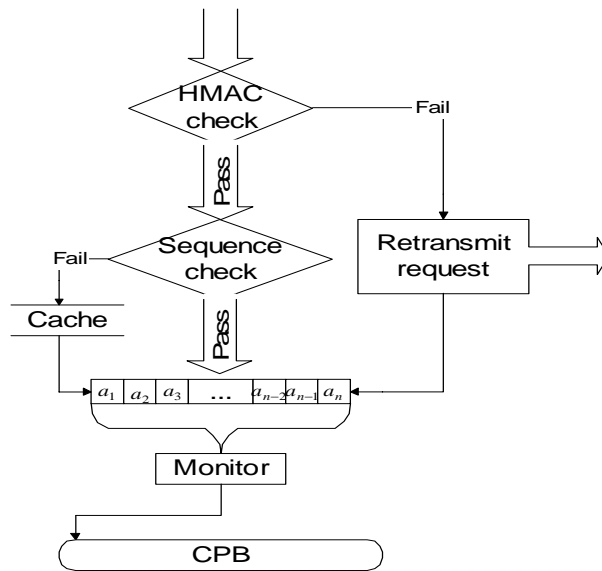 HMAC
check
Fail
Pass
Sequence
check
Fail
Retransmit
request
Cache
Pass
a₁ a₂ a₃ ... aₙ₋₂ aₙ₋₁ aₙ
Monitor
CPB